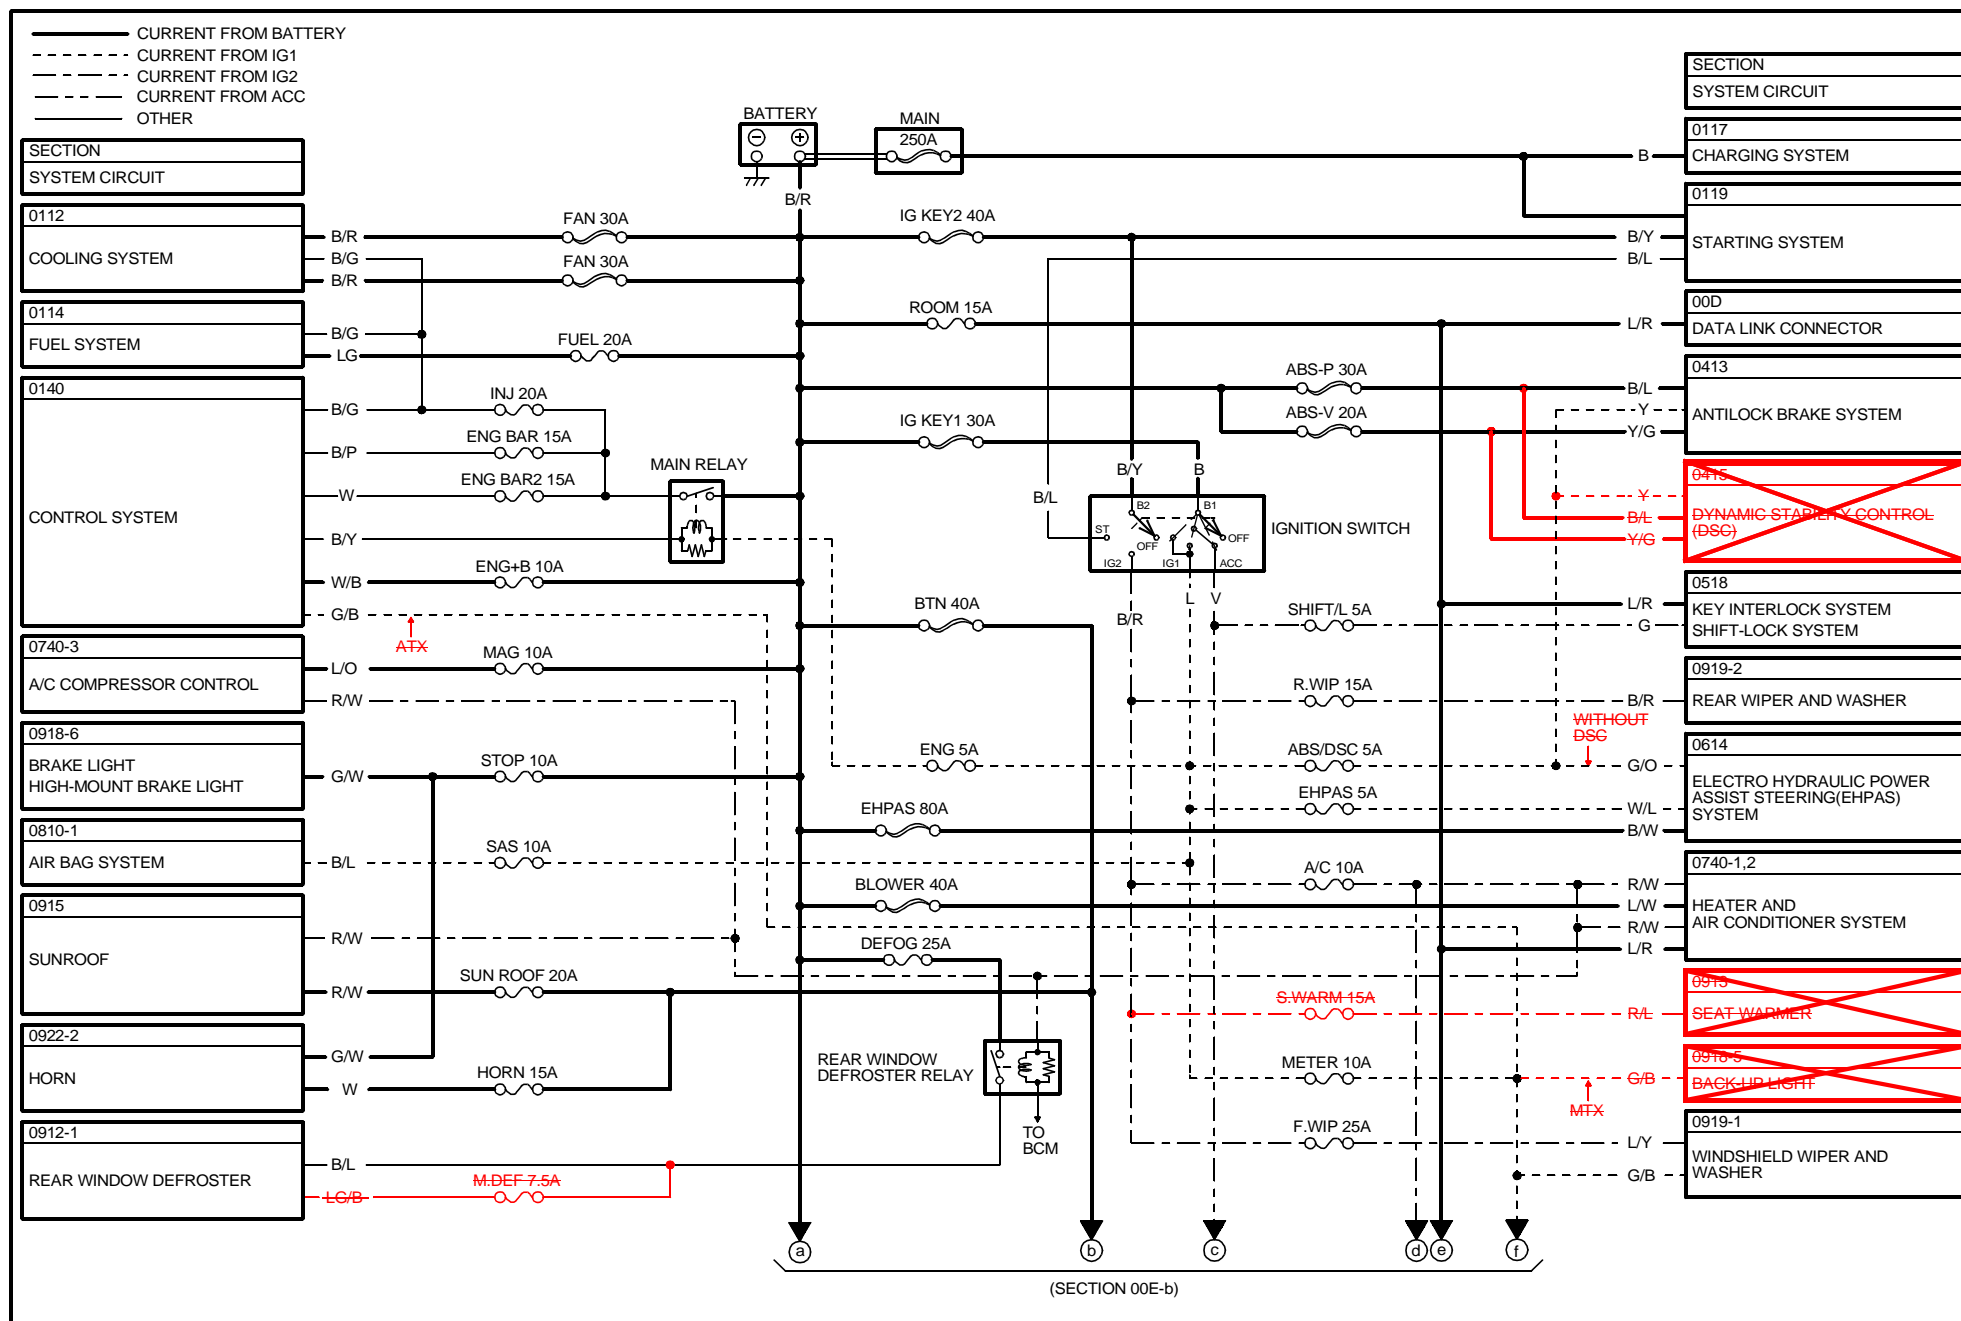 CURRENT FROM BATTERY
CURRENT FROM IG1
CURRENT FROM IG2
CURRENT FROM ACC
OTHER
SECTION
SYSTEM CIRCUIT
0112
COOLING SYSTEM
B/R
B/G
B/R
FAN 30A
FAN 30A
0114
FUEL SYSTEM
B/G
LG
FUEL 20A
0140
CONTROL SYSTEM
B/G
INJ 20A
B/P
ENG BAR 15A
W
ENG BAR2 15A
B/Y
W/B
ENG+B 10A
G/B
ATX
MAIN RELAY
0740-3
A/C COMPRESSOR CONTROL
L/O
MAG 10A
R/W
0918-6
BRAKE LIGHT
HIGH-MOUNT BRAKE LIGHT
G/W
STOP 10A
0810-1
AIR BAG SYSTEM
B/L
SAS 10A
0915
SUNROOF
R/W
R/W
SUN ROOF 20A
0922-2
HORN
G/W
W
HORN 15A
0912-1
REAR WINDOW DEFROSTER
B/L
LG/B
M.DEF 7.5A
BATTERY
B/R
MAIN
250A
IG KEY2 40A
ROOM 15A
IG KEY1 30A
ABS-P 30A
ABS-V 20A
B/Y
B
B/L
B2
B1
ST
OFF
OFF
IG2
IG1
ACC
IGNITION SWITCH
B/R
L
V
BTN 40A
SHIFT/L 5A
R.WIP 15A
ENG 5A
ABS/DSC 5A
EHPAS 5A
EHPAS 80A
A/C 10A
BLOWER 40A
DEFOG 25A
S.WARM 15A
REAR WINDOW
DEFROSTER RELAY
TO
BCM
METER 10A
F.WIP 25A
SECTION
SYSTEM CIRCUIT
0117
CHARGING SYSTEM
B
0119
STARTING SYSTEM
B/Y
B/L
00D
DATA LINK CONNECTOR
L/R
0413
ANTILOCK BRAKE SYSTEM
B/L
Y
Y/G
0415
DYNAMIC STABILITY CONTROL
(DSC)
Y
B/L
Y/G
0518
KEY INTERLOCK SYSTEM
SHIFT-LOCK SYSTEM
L/R
G
0919-2
REAR WIPER AND WASHER
B/R
WITHOUT
DSC
0614
ELECTRO HYDRAULIC POWER
ASSIST STEERING(EHPAS)
SYSTEM
G/O
W/L
B/W
0740-1,2
HEATER AND
AIR CONDITIONER SYSTEM
R/W
L/W
R/W
L/R
0913
SEAT WARMER
R/L
0918-5
BACK-UP LIGHT
G/B
MTX
0919-1
WINDSHIELD WIPER AND
WASHER
L/Y
G/B
a
b
c
d
e
f
(SECTION 00E-b)